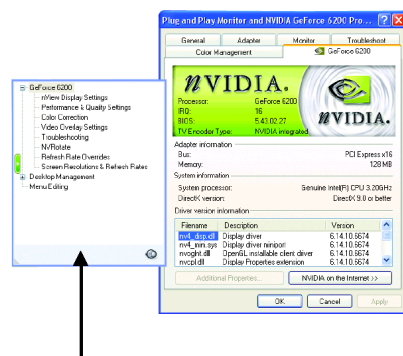 Plug and Play Monitor and NVIDIA GeForce 6200 Pro...
General Adapter Monitor Troubleshoot
Color Management GeForce 6200
NVIDIA.
Processor: GeForce 6200
IRQ: 16
BIOS: 5.43.02.27
TV Encoder Type: NVIDIA integrated
NVIDIA.
Adapter information
Bus: PCI Express x16
Memory: 128 MB
System information
System processor: Genuine Intel(R) CPU 3.20GHz
DirectX version: DirectX 9.0 or better
Driver version information
Filename Description Version
nv4_disp.dll Display driver 6.14.10.6674
nv4_mini.sys Display driver miniport 6.14.10.6674
nvoglnt.dll OpenGL installable client driver 6.14.10.6674
nvcpl.dll Display Properties extension 6.14.10.6674
Additional Properties... NVIDIA on the Internet >>
OK Cancel Apply
GeForce 6200
nView Display Settings
Performance & Quality Settings
Color Correction
Video Overlay Settings
Troubleshooting
NVRotate
Refresh Rate Overrides
Screen Resolutions & Refresh Rates
Desktop Management
Menu Editing